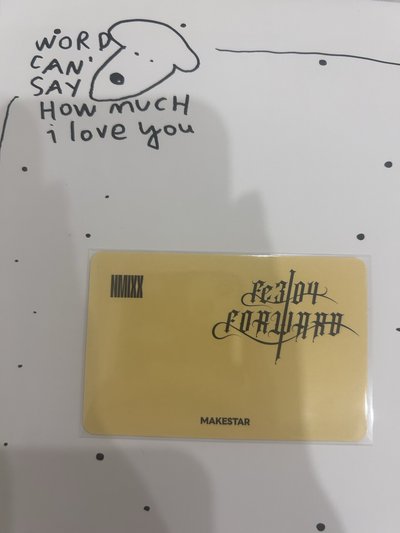 WORD
CAN'
SAY
HOW MUCH
i love you
NMIXX
Fe3O4
FORWARD
MAKESTAR